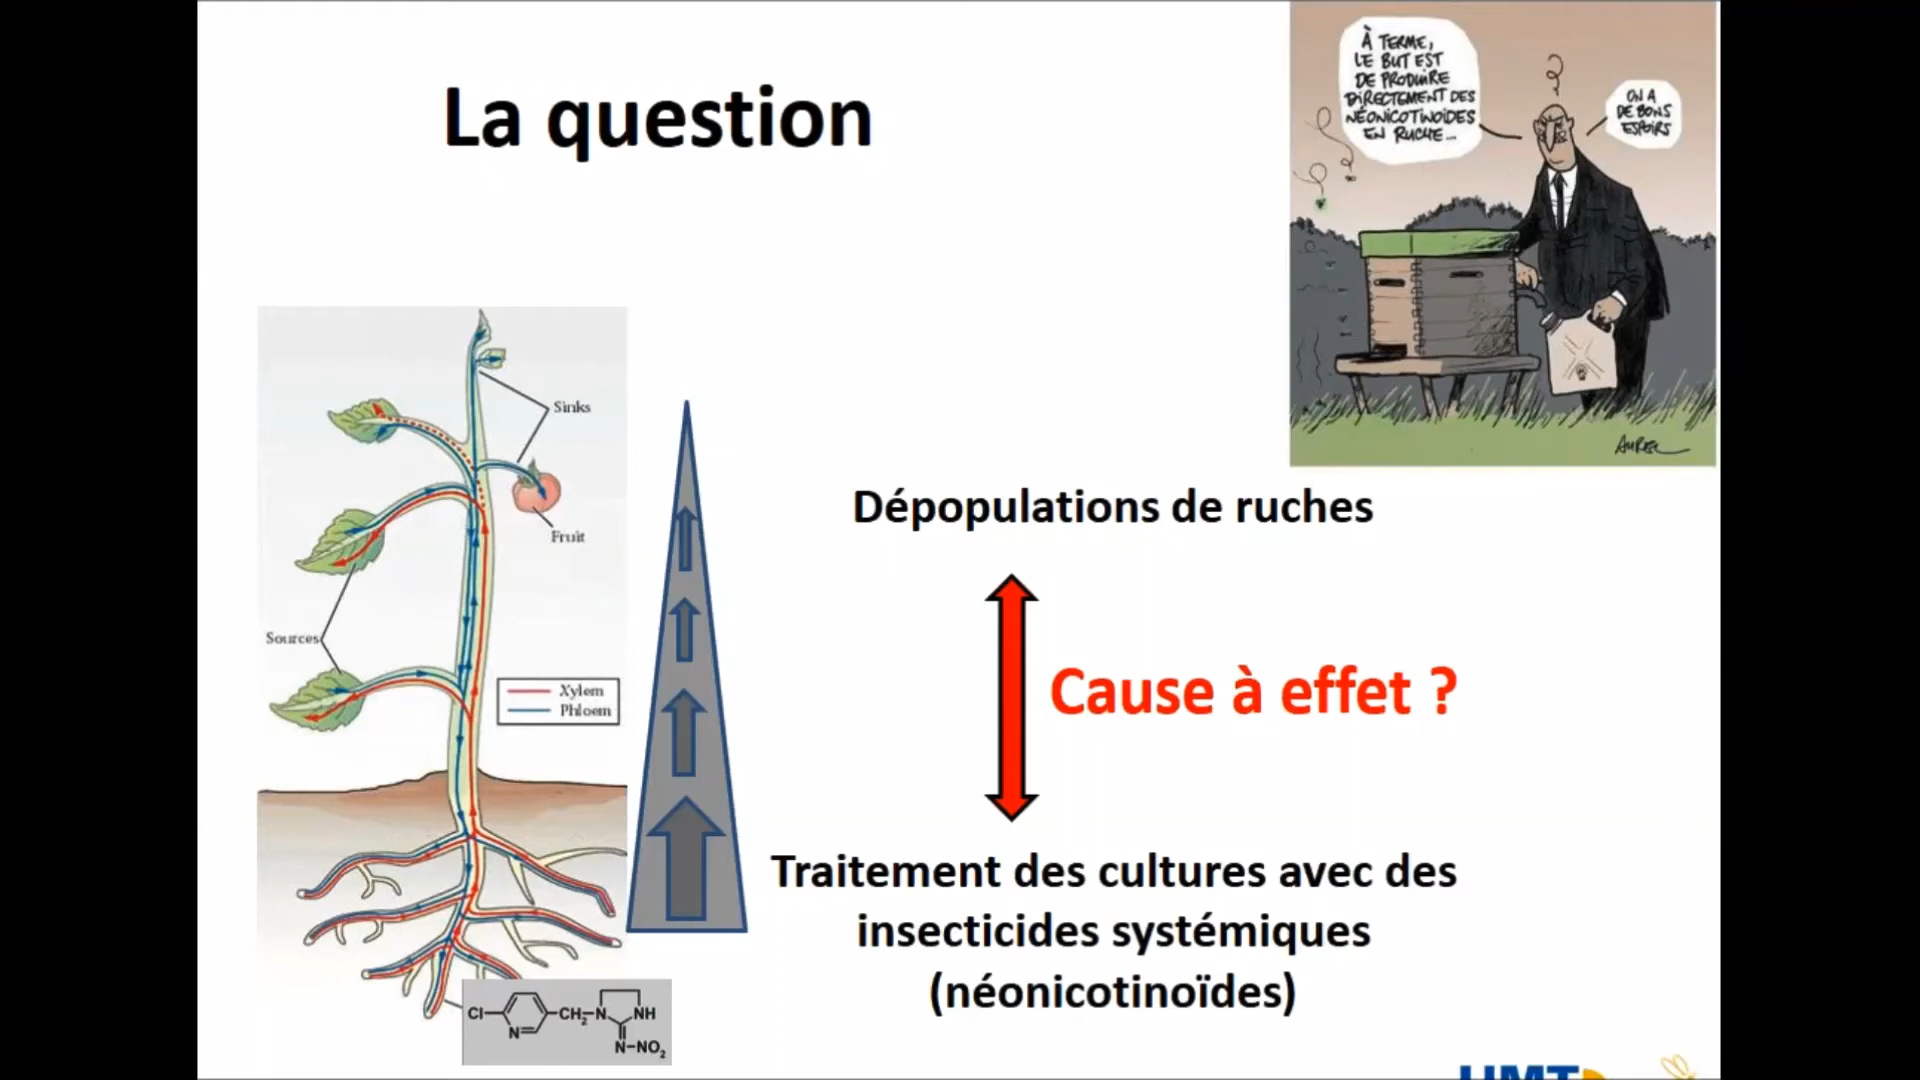 La question
À TERME,
LE BUT EST
DE PRODUIRE
DIRECTEMENT DES
NÉONICOTINOÏDES
EN RUCHE...
ON A
DE BONS
ESPOIRS
AUREL
Sinks
Fruit
Sources
Xylem
Phloem
Dépopulations de ruches
Cause à effet ?
Traitement des cultures avec des
insecticides systémiques
(néonicotinoïdes)
Cl
N
CH2
N
NH
N-NO2
UMT